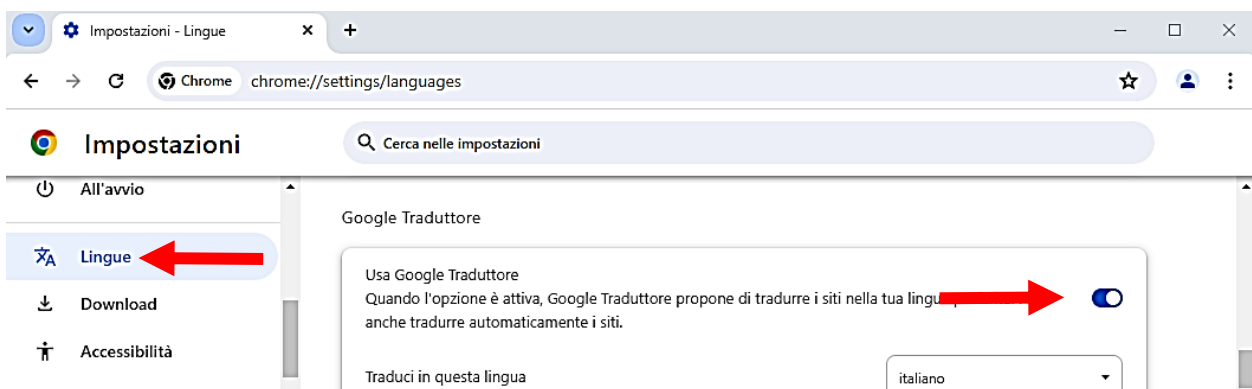 Impostazioni - Lingue
Chrome chrome://settings/languages
Impostazioni
Cerca nelle impostazioni
All'avvio
Lingue
Download
Accessibilità
Google Traduttore
Usa Google Traduttore
Quando l'opzione è attiva, Google Traduttore propone di tradurre i siti nella tua
anche tradurre automaticamente i siti.
Traduci in questa lingua
italiano